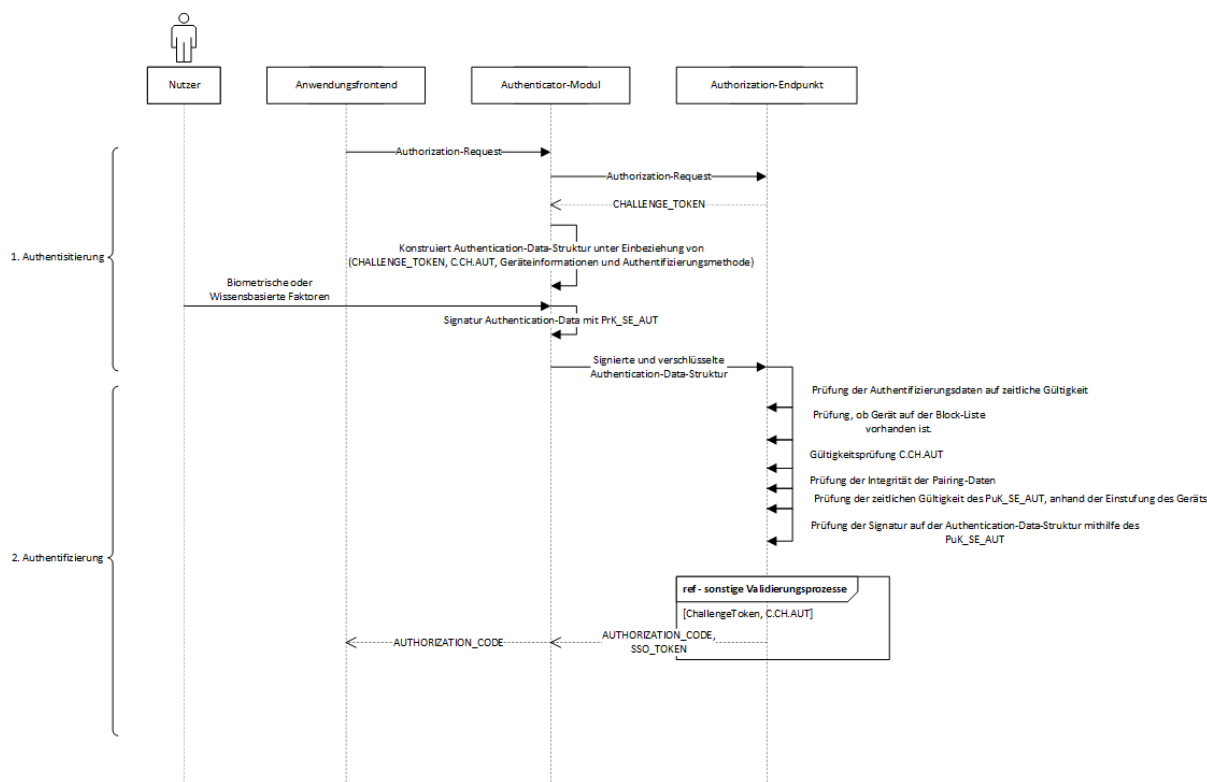 Nutzer
Anwendungsfrontend
Authenticator-Modul
Authorization-Endpunkt
Authorization-Request
Authorization-Request
CHALLENGE_TOKEN
1. Authentisitierung
Konstruiert Authentication-Data-Struktur unter Einbeziehung von
(CHALLENGE_TOKEN, C.CH.AUT, Geräteinformationen und Authentifizierungsmethode)
Biometrische oder
Wissensbasierte Faktoren
Signatur Authentication-Data mit PrK_SE_AUT
Signierte und verschlüsselte
Authentication-Data-Struktur
2. Authentifizierung
Prüfung der Authentifizierungsdaten auf zeitliche Gültigkeit
Prüfung, ob Gerät auf der Block-Liste
vorhanden ist.
Gültigkeitsprüfung C.CH.AUT
Prüfung der Integrität der Pairing-Daten
Prüfung der zeitlichen Gültigkeit des PuK_SE_AUT, anhand der Einstufung des Geräts
Prüfung der Signatur auf der Authentication-Data-Struktur mithilfe des
PuK_SE_AUT
ref - sonstige Validierungsprozesse
[ChallengeToken, C.CH.AUT]
AUTHORIZATION_CODE,
SSO_TOKEN
AUTHORIZATION_CODE